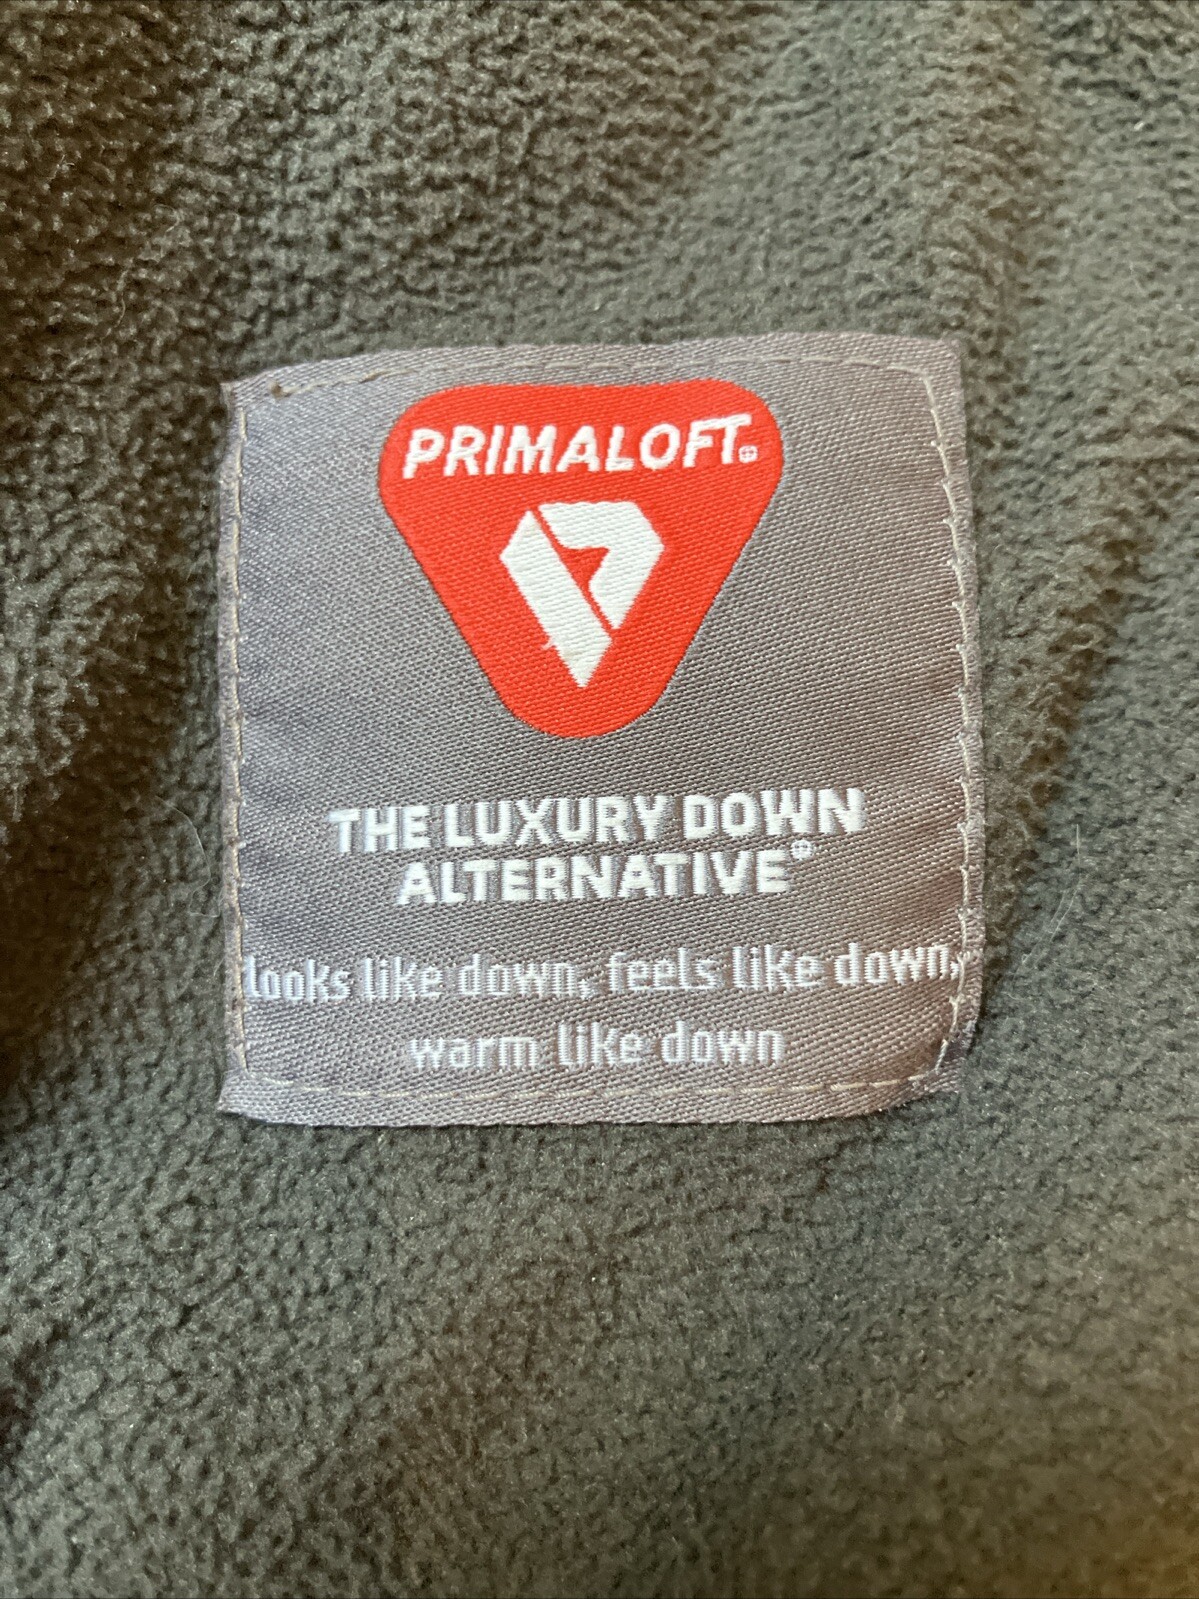 PRIMALOFT®
THE LUXURY DOWN
ALTERNATIVE®
looks like down, feels like down,
warm like down